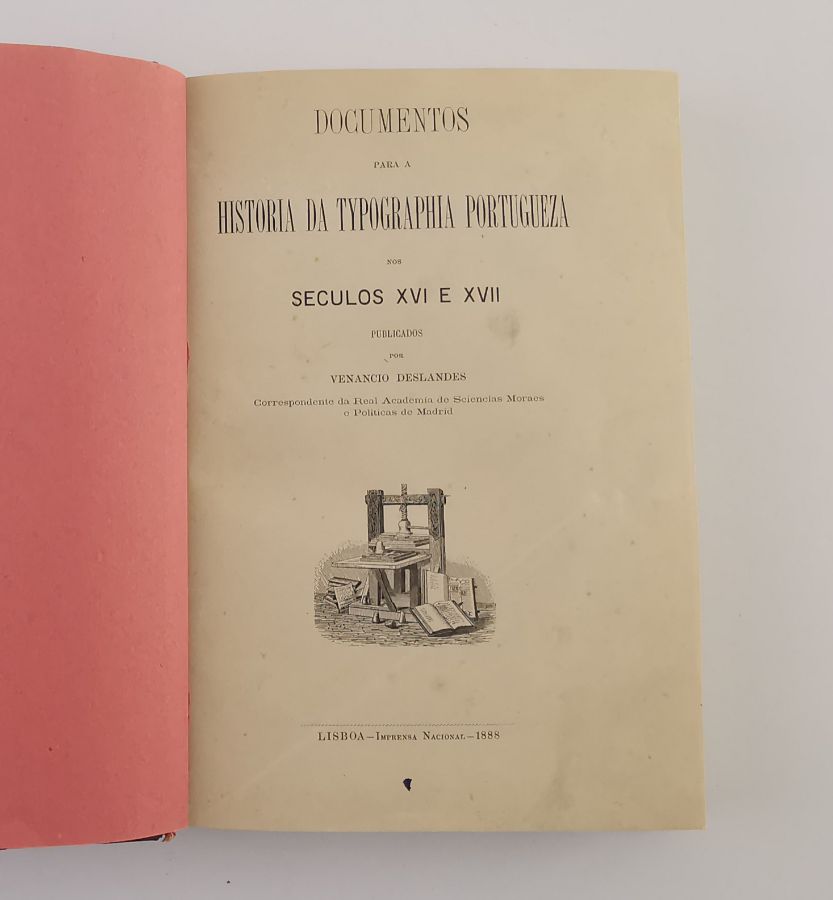 DOCUMENTOS
PARA A
HISTORIA DA TYPOGRAPHIA PORTUGUEZA
NOS
SECULOS XVI E XVII
PUBLICADOS
POR
VENANCIO DESLANDES
Correspondente da Real Academia de Sciencias Moraes
e Politicas de Madrid
LISBOA—IMPRENSA NACIONAL—1888